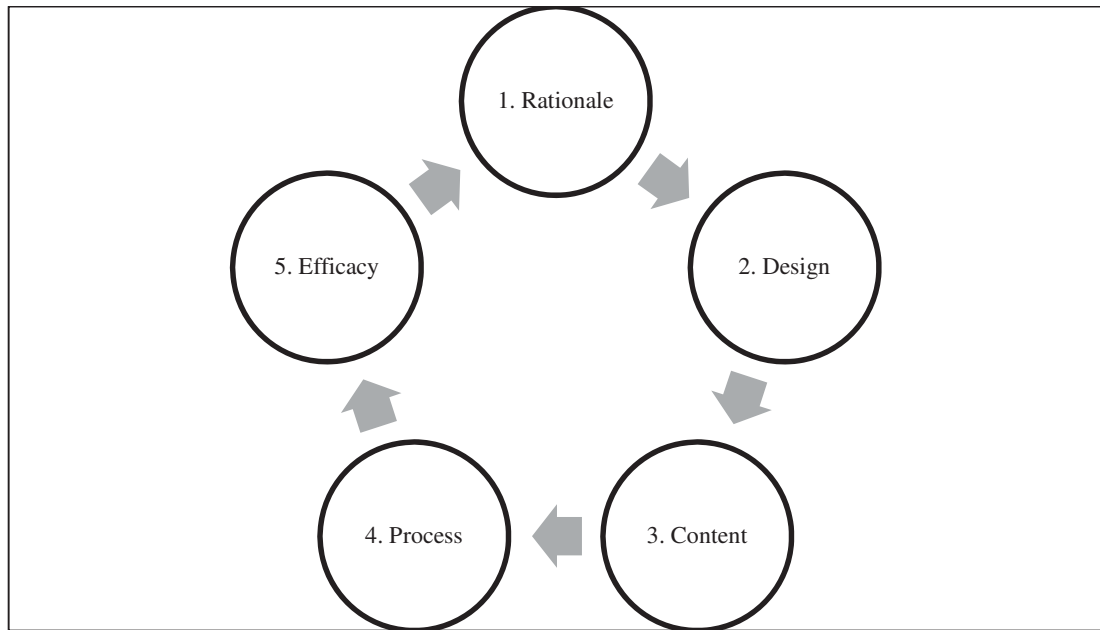 1. Rationale
2. Design
3. Content
4. Process
5. Efficacy